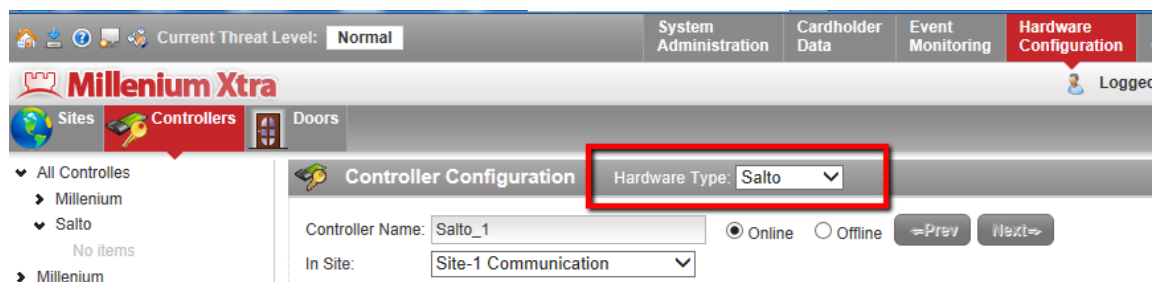 Current Threat Level: Normal
System Administration
Cardholder Data
Event Monitoring
Hardware Configuration
Millenium Xtra
Logged
Sites
Controllers
Doors
All Controlles
Millenium
Salto
No items
Millenium
Controller Configuration
Hardware Type: Salto
Controller Name: Salto_1
Online
Offline
Prev
Next
In Site: Site-1 Communication